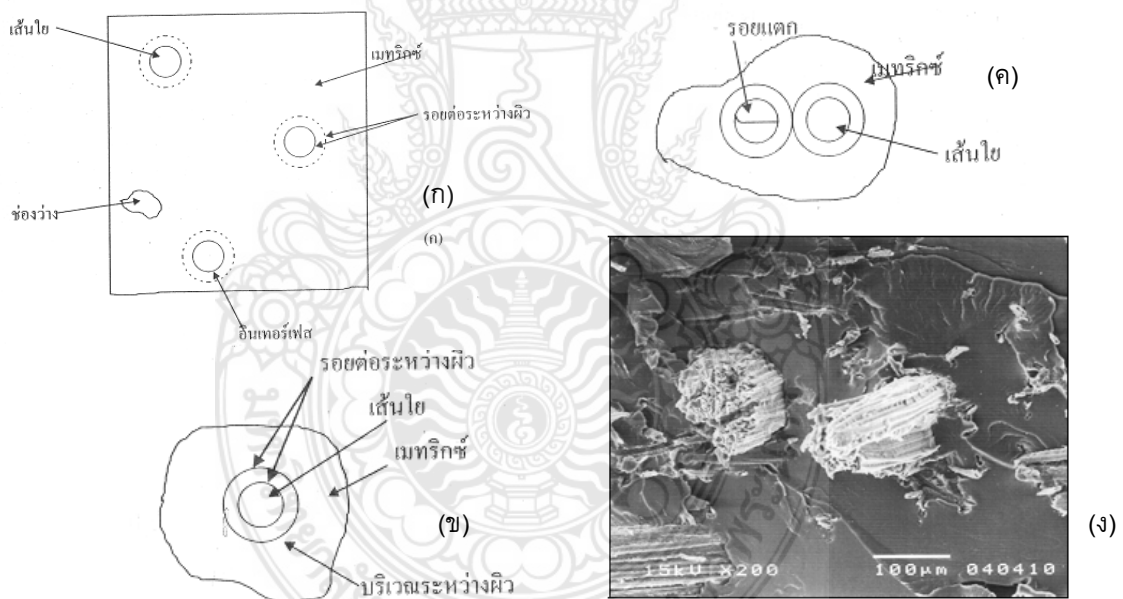 เส้นใย
เมทริกซ์
รอยต่อระหว่างผิว
ช่องว่าง
(ก)
(ก)
อินเทอร์เฟส
รอยแตก
เมทริกซ์
(ค)
เส้นใย
รอยต่อระหว่างผิว
เส้นใย
เมทริกซ์
(ข)
บริเวณระหว่างผิว
15kU X200 100µm 040410
(ง)